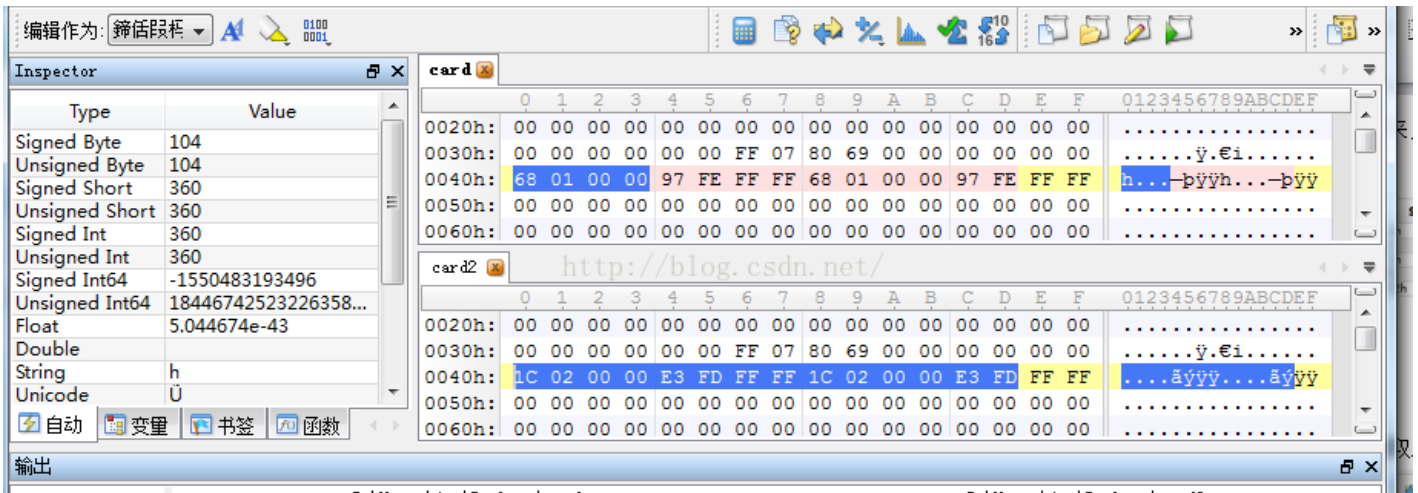 编辑作为:
Inspector
Type Value
Signed Byte 104
Unsigned Byte 104
Signed Short 360
Unsigned Short 360
Signed Int 360
Unsigned Int 360
Signed Int64 -1550483193496
Unsigned Int64 18446742523226358...
Float 5.044674e-43
Double
String h
Unicode Ũ
自动 变量 书签 函数
card
0 1 2 3 4 5 6 7 8 9 A B C D E F 0123456789ABCDEF
0020h: 00 00 00 00 00 00 00 00 00 00 00 00 00 00 00 00 ................
0030h: 00 00 00 00 00 00 FF 07 80 69 00 00 00 00 00 00 ......ÿ.€i......
0040h: 68 01 00 00 97 FE FF FF 68 01 00 00 97 FE FF FF h...—þÿÿh...—þÿÿ
0050h: 00 00 00 00 00 00 00 00 00 00 00 00 00 00 00 00 ................
0060h: 00 00 00 00 00 00 00 00 00 00 00 00 00 00 00 00 ................
card2
http://blog.csdn.net/
0 1 2 3 4 5 6 7 8 9 A B C D E F 0123456789ABCDEF
0020h: 00 00 00 00 00 00 00 00 00 00 00 00 00 00 00 00 ................
0030h: 00 00 00 00 00 00 FF 07 80 69 00 00 00 00 00 00 ......ÿ.€i......
0040h: 1C 02 00 00 E3 FD FF FF 1C 02 00 00 E3 FD FF FF ....ãýÿÿ....ãýÿÿ
0050h: 00 00 00 00 00 00 00 00 00 00 00 00 00 00 00 00 ................
0060h: 00 00 00 00 00 00 00 00 00 00 00 00 00 00 00 00 ................
输出